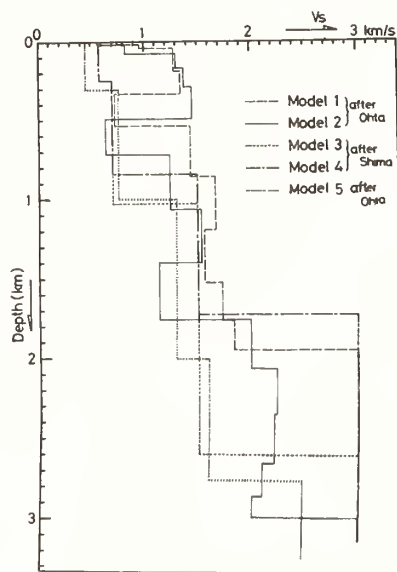 Vs
0 1 2 3 km/s
0
1
2
3
Depth (km)
Model 1
Model 2
after Ohta
Model 3
Model 4
after Shima
Model 5 after Ohta